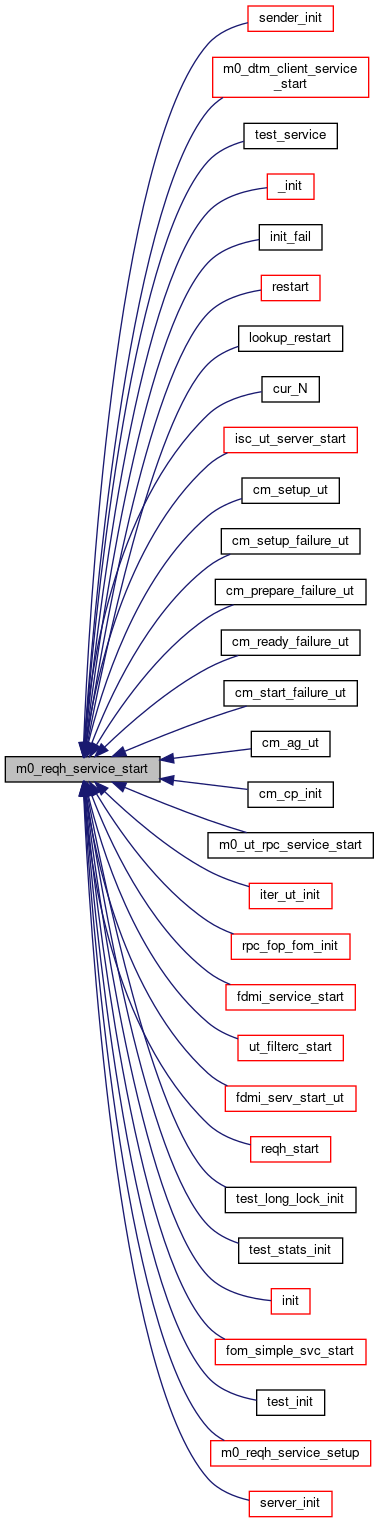 sender_init
m0_dtm_client_service
_start
test_service
_init
init_fail
restart
lookup_restart
cur_N
isc_ut_server_start
cm_setup_ut
cm_setup_failure_ut
cm_prepare_failure_ut
cm_ready_failure_ut
cm_start_failure_ut
cm_ag_ut
m0_reqh_service_start
cm_cp_init
m0_ut_rpc_service_start
iter_ut_init
rpc_fop_fom_init
fdmi_service_start
ut_filterc_start
fdmi_serv_start_ut
reqh_start
test_long_lock_init
test_stats_init
init
fom_simple_svc_start
test_init
m0_reqh_service_setup
server_init